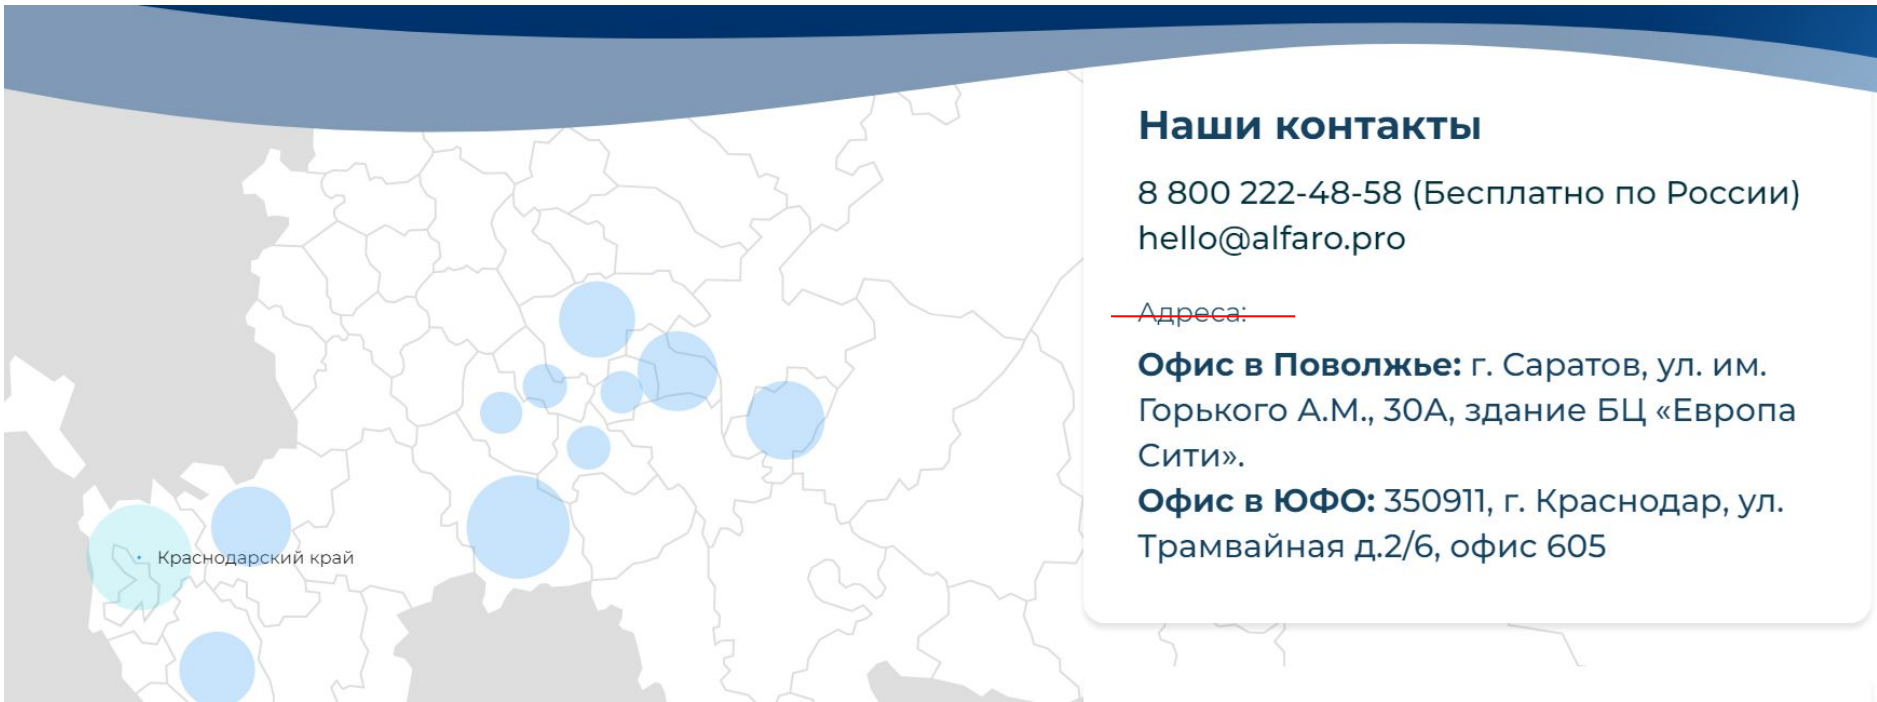 Наши контакты
8 800 222-48-58 (Бесплатно по России)
hello@alfaro.pro
Адреса:
Офис в Поволжье: г. Саратов, ул. им.
Горького А.М., 30А, здание БЦ «Европа
Сити».
Офис в ЮФО: 350911, г. Краснодар, ул.
Трамвайная д.2/6, офис 605
Краснодарский край